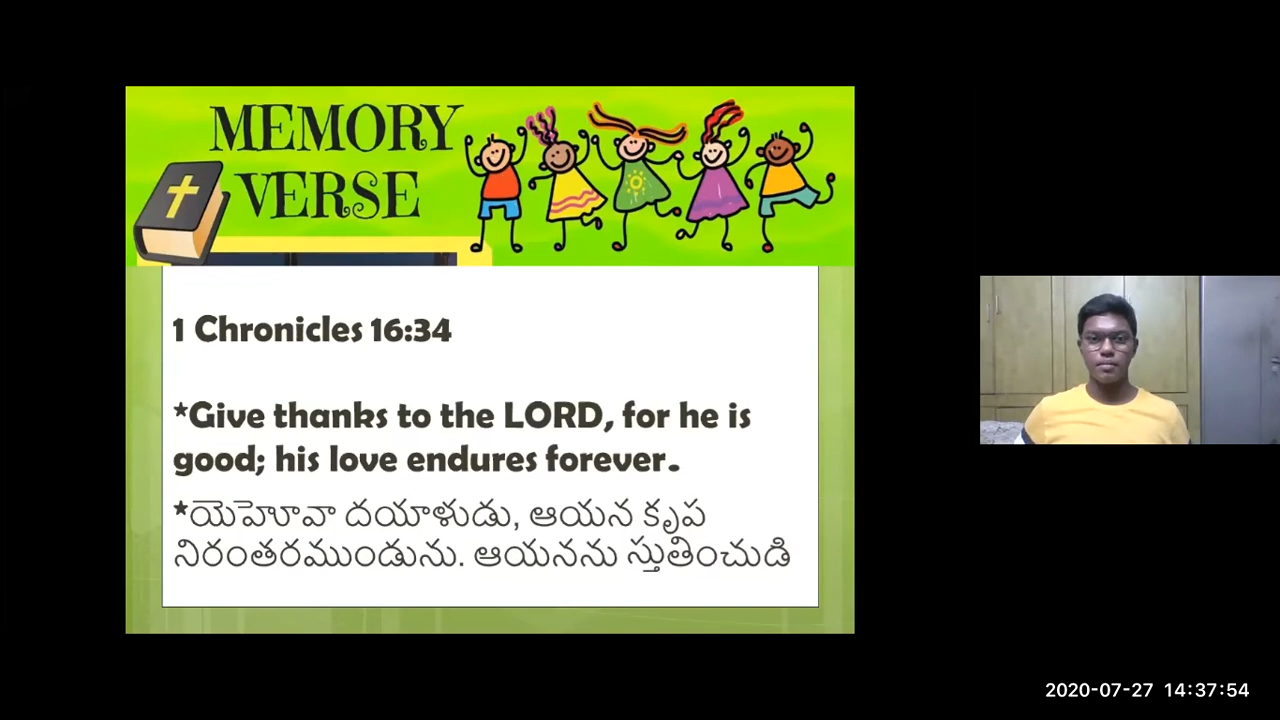 MEMORY
VERSE
1 Chronicles 16:34
*Give thanks to the LORD, for he is
good; his love endures forever.
*యెహోవా దయాళుడు, ఆయన కృప
నిరంతరముండును. ఆయనను స్తుతించుడి
2020-07-27 14:37:54